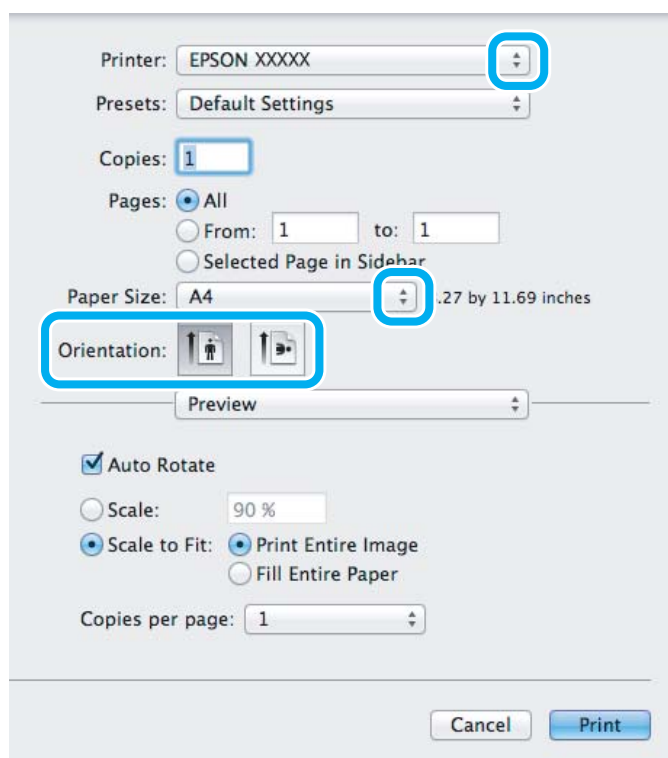 Printer: EPSON XXXXX
Presets: Default Settings
Copies: 1
Pages: All
From: 1 to: 1
Selected Page in Sidebar
Paper Size: A4 .27 by 11.69 inches
Orientation:
Preview
Auto Rotate
Scale: 90 %
Scale to Fit: Print Entire Image
Fill Entire Paper
Copies per page: 1
Cancel Print